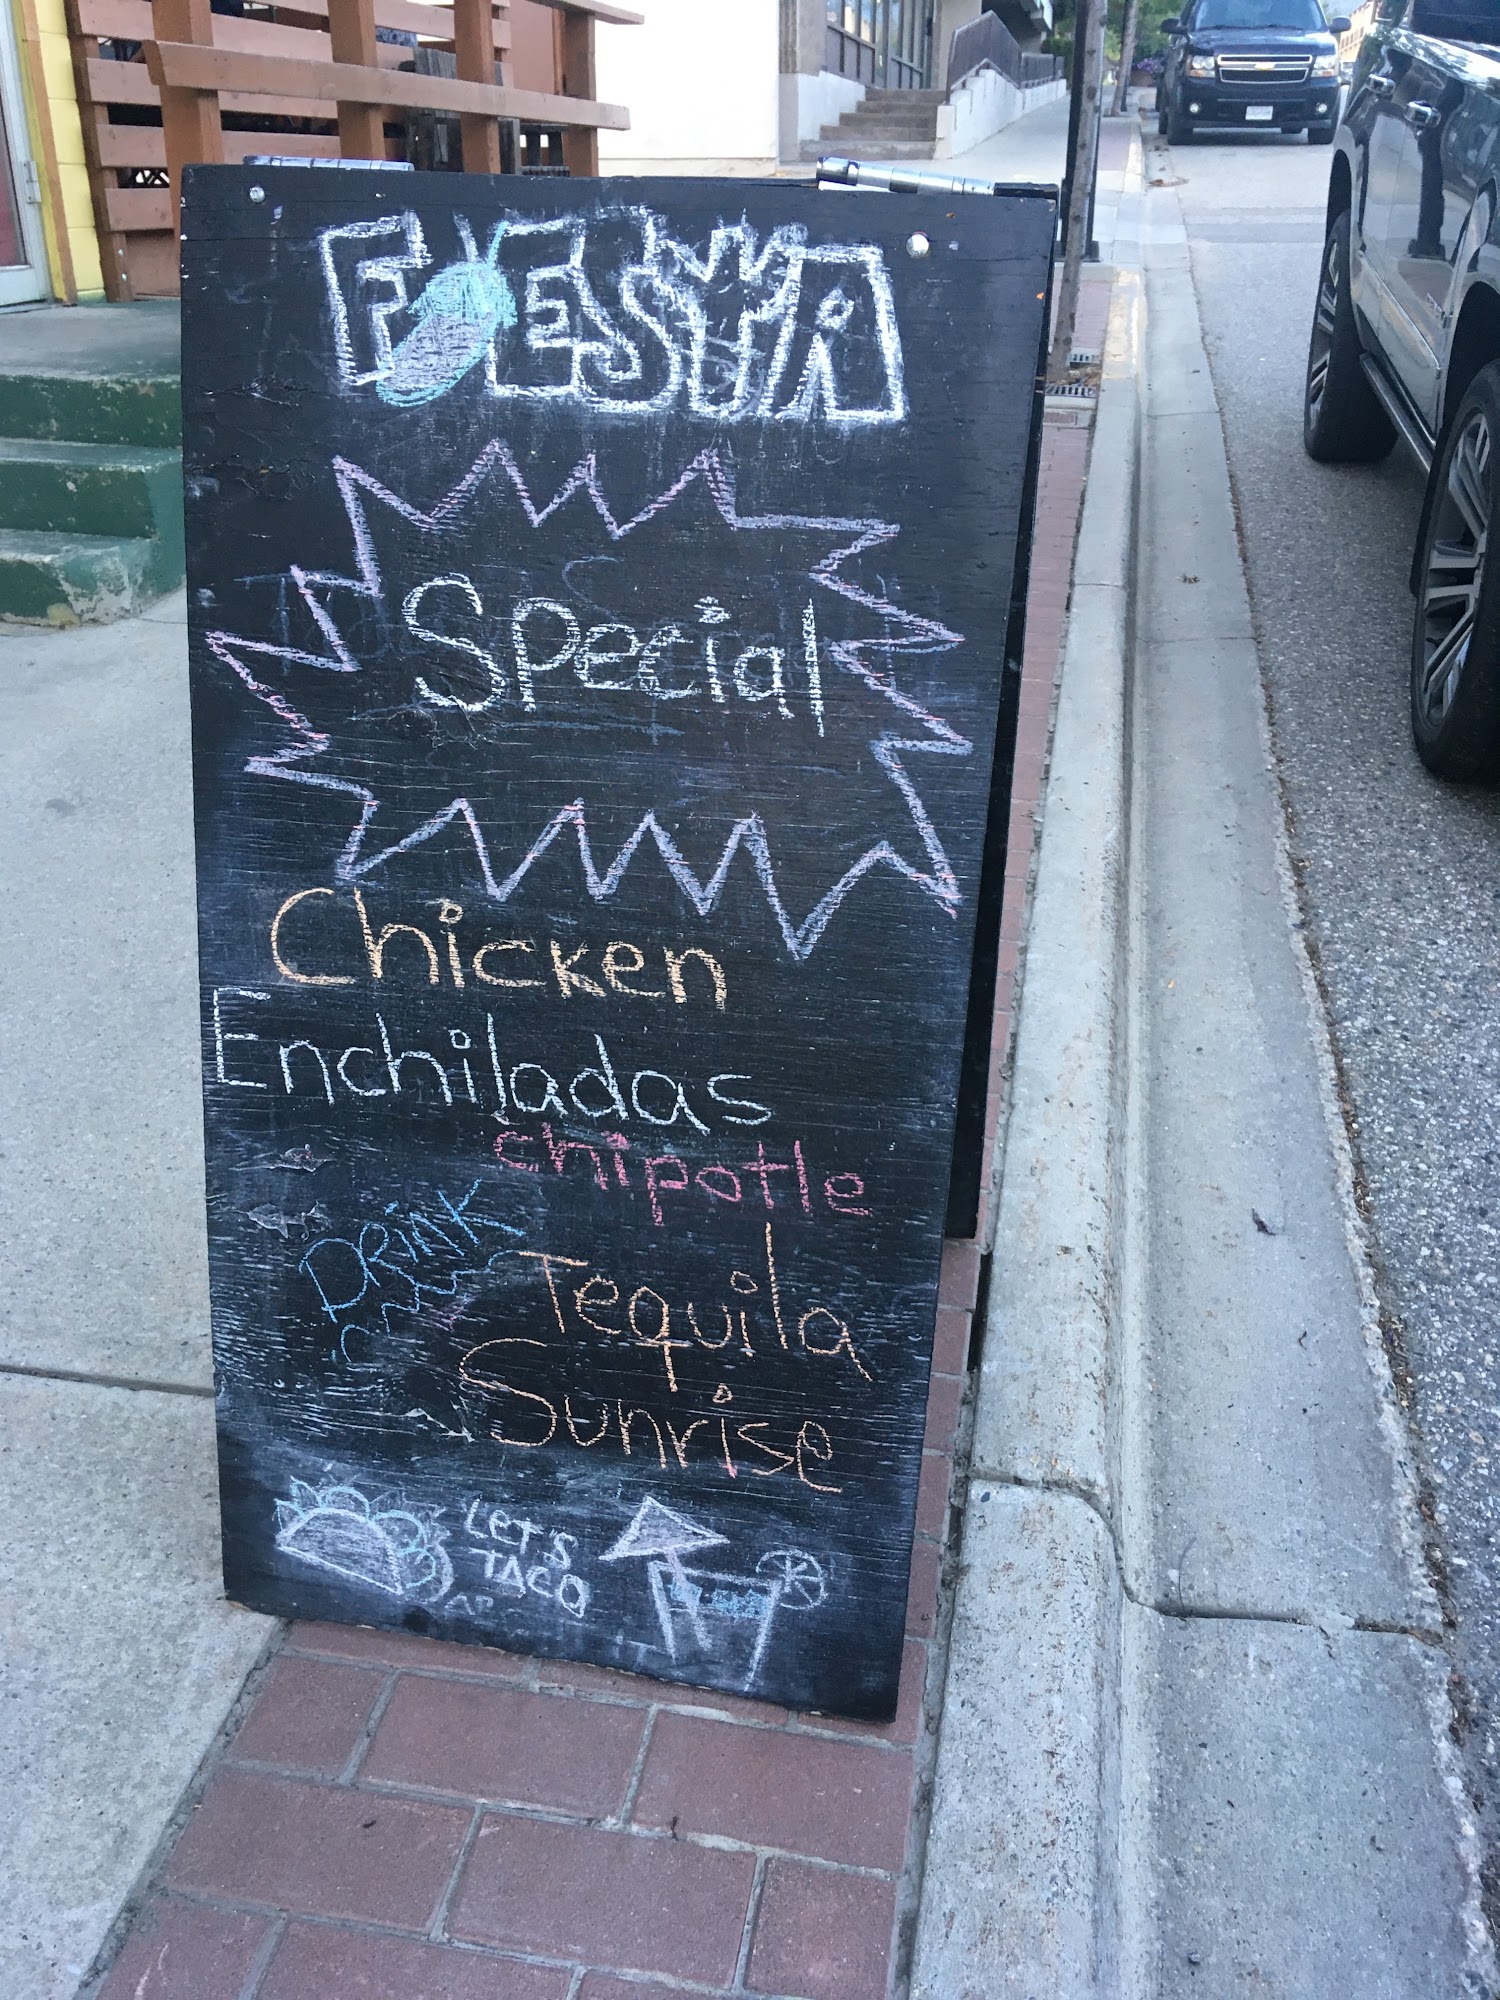 FIESTA
Special
Chicken
Enchiladas
chipotle
DRiNK
Tequila
Sunrise
LET'S
TACO